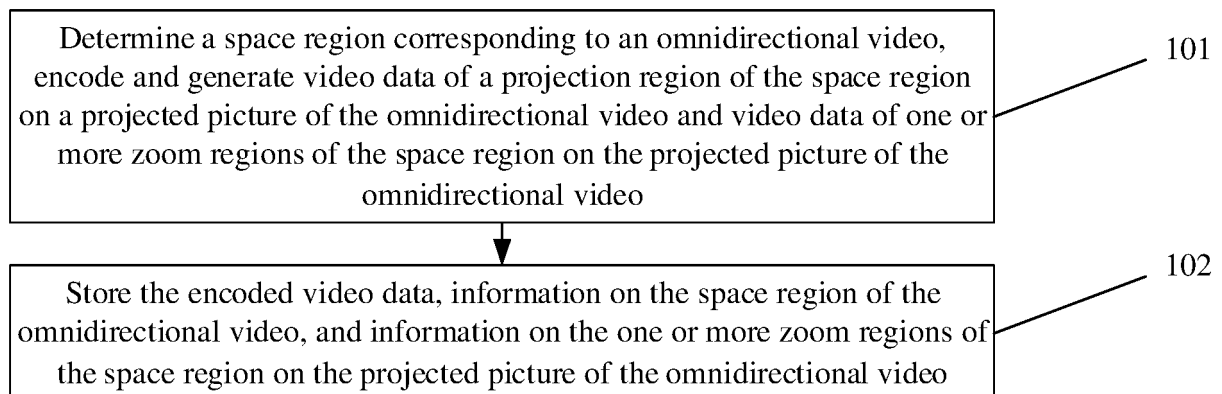 Determine a space region corresponding to an omnidirectional video,
encode and generate video data of a projection region of the space region
on a projected picture of the omnidirectional video and video data of one or
more zoom regions of the space region on the projected picture of the
omnidirectional video
101
Store the encoded video data, information on the space region of the
omnidirectional video, and information on the one or more zoom regions of
the space region on the projected picture of the omnidirectional video
102